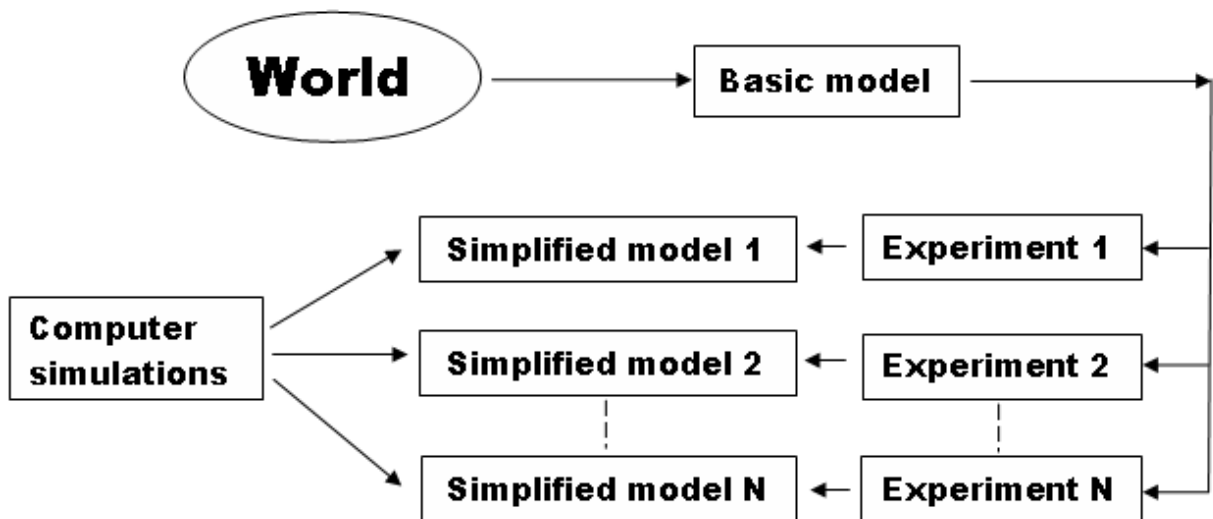 World
Basic model
Simplified model 1
Experiment 1
Computer
simulations
Simplified model 2
Experiment 2
Simplified model N
Experiment N